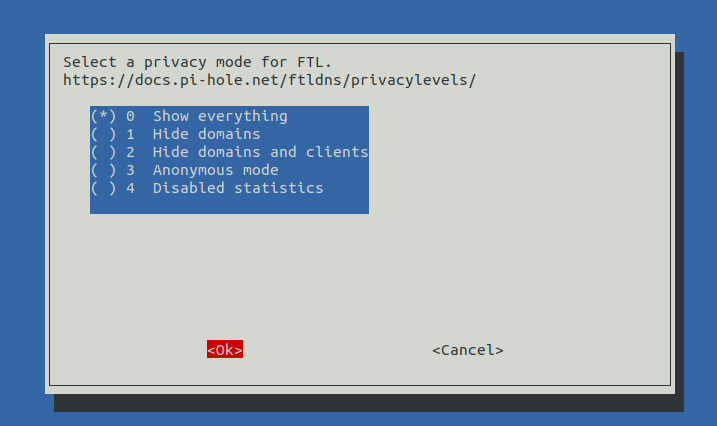 Select a privacy mode for FTL.
https://docs.pi-hole.net/ftldns/privacylevels/
(*) 0  Show everything
( ) 1  Hide domains
( ) 2  Hide domains and clients
( ) 3  Anonymous mode
( ) 4  Disabled statistics
<Ok>
<Cancel>